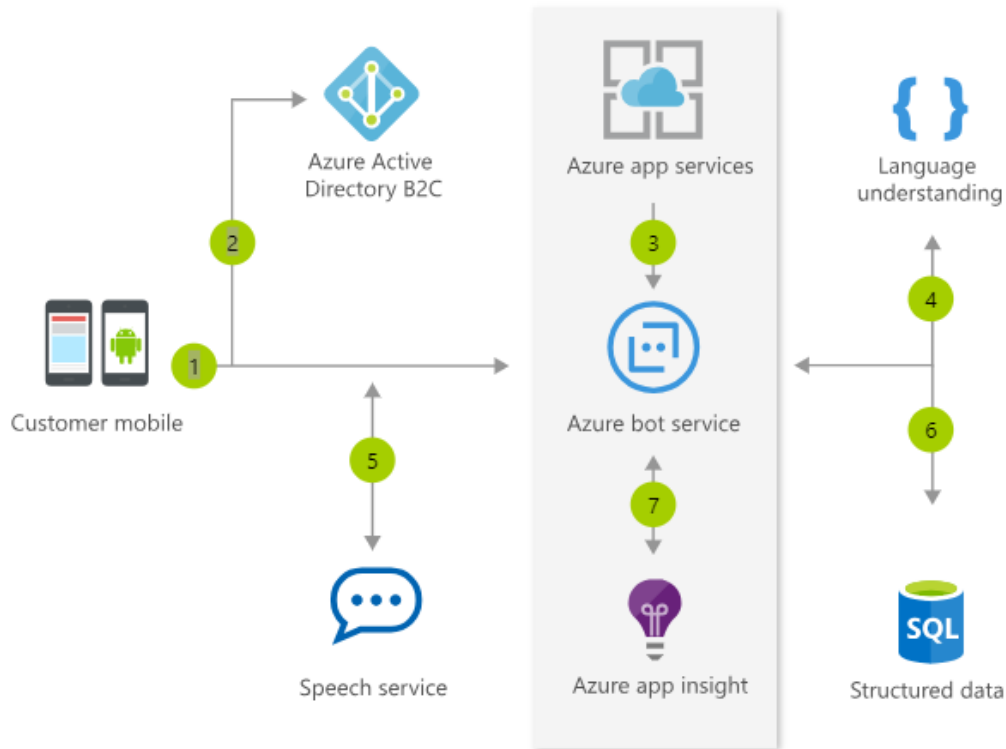 Azure Active
Directory B2C
Azure app services
Language
understanding
2
3
4
1
Customer mobile
Azure bot service
5
6
7
Speech service
Azure app insight
SQL
Structured data